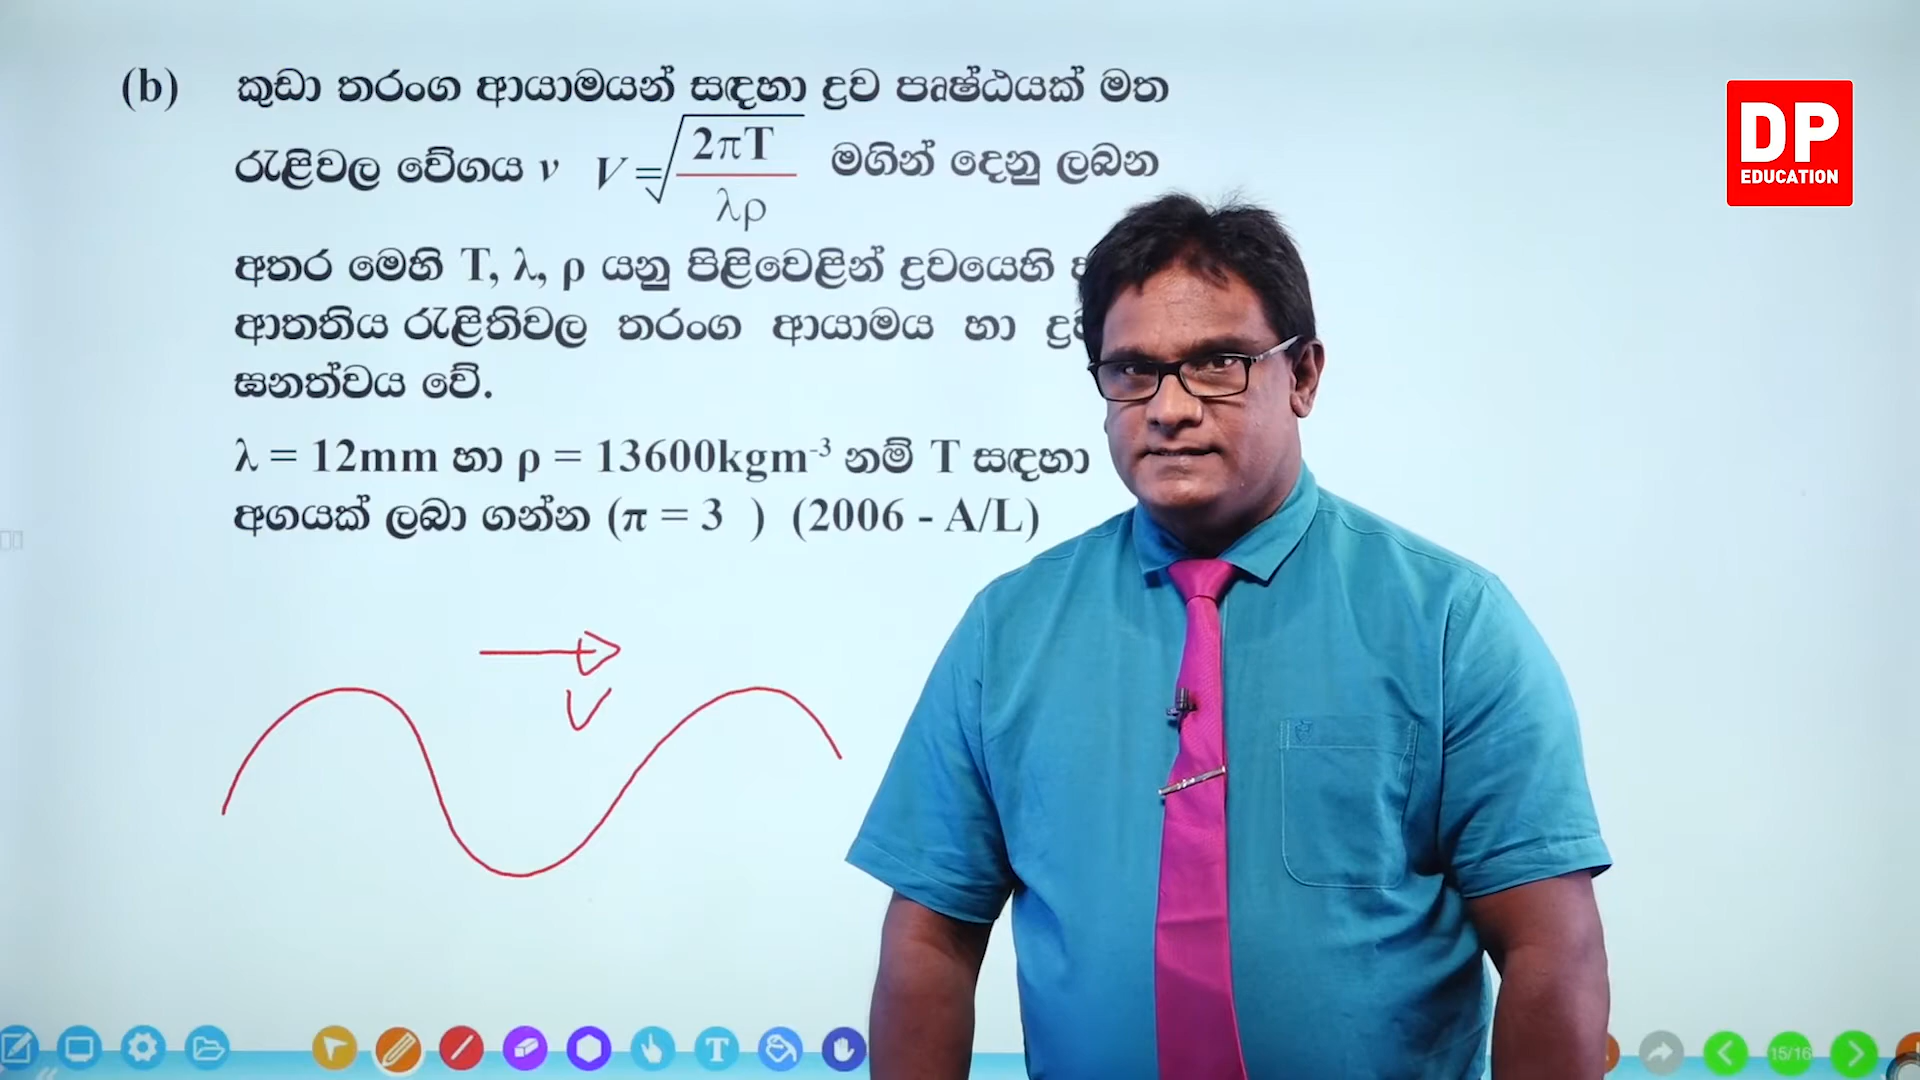 (b) කුඩා තරංග ආයාමයන් සඳහා ද්‍රව පෘෂ්ඨයක් මත
රැළිවල වේගය v V = √(2πT / λρ) මගින් දෙනු ලබන
අතර මෙහි T, λ, ρ යනු පිළිවෙළින් ද්‍රවයෙහි
ආතතිය රැළිතිවල තරංග ආයාමය හා
ඝනත්වය වේ.
λ = 12mm හා ρ = 13600kgm⁻³ නම් T සඳහා
අගයක් ලබා ගන්න (π = 3 ) (2006 - A/L)
V
DP
EDUCATION
T
15/16